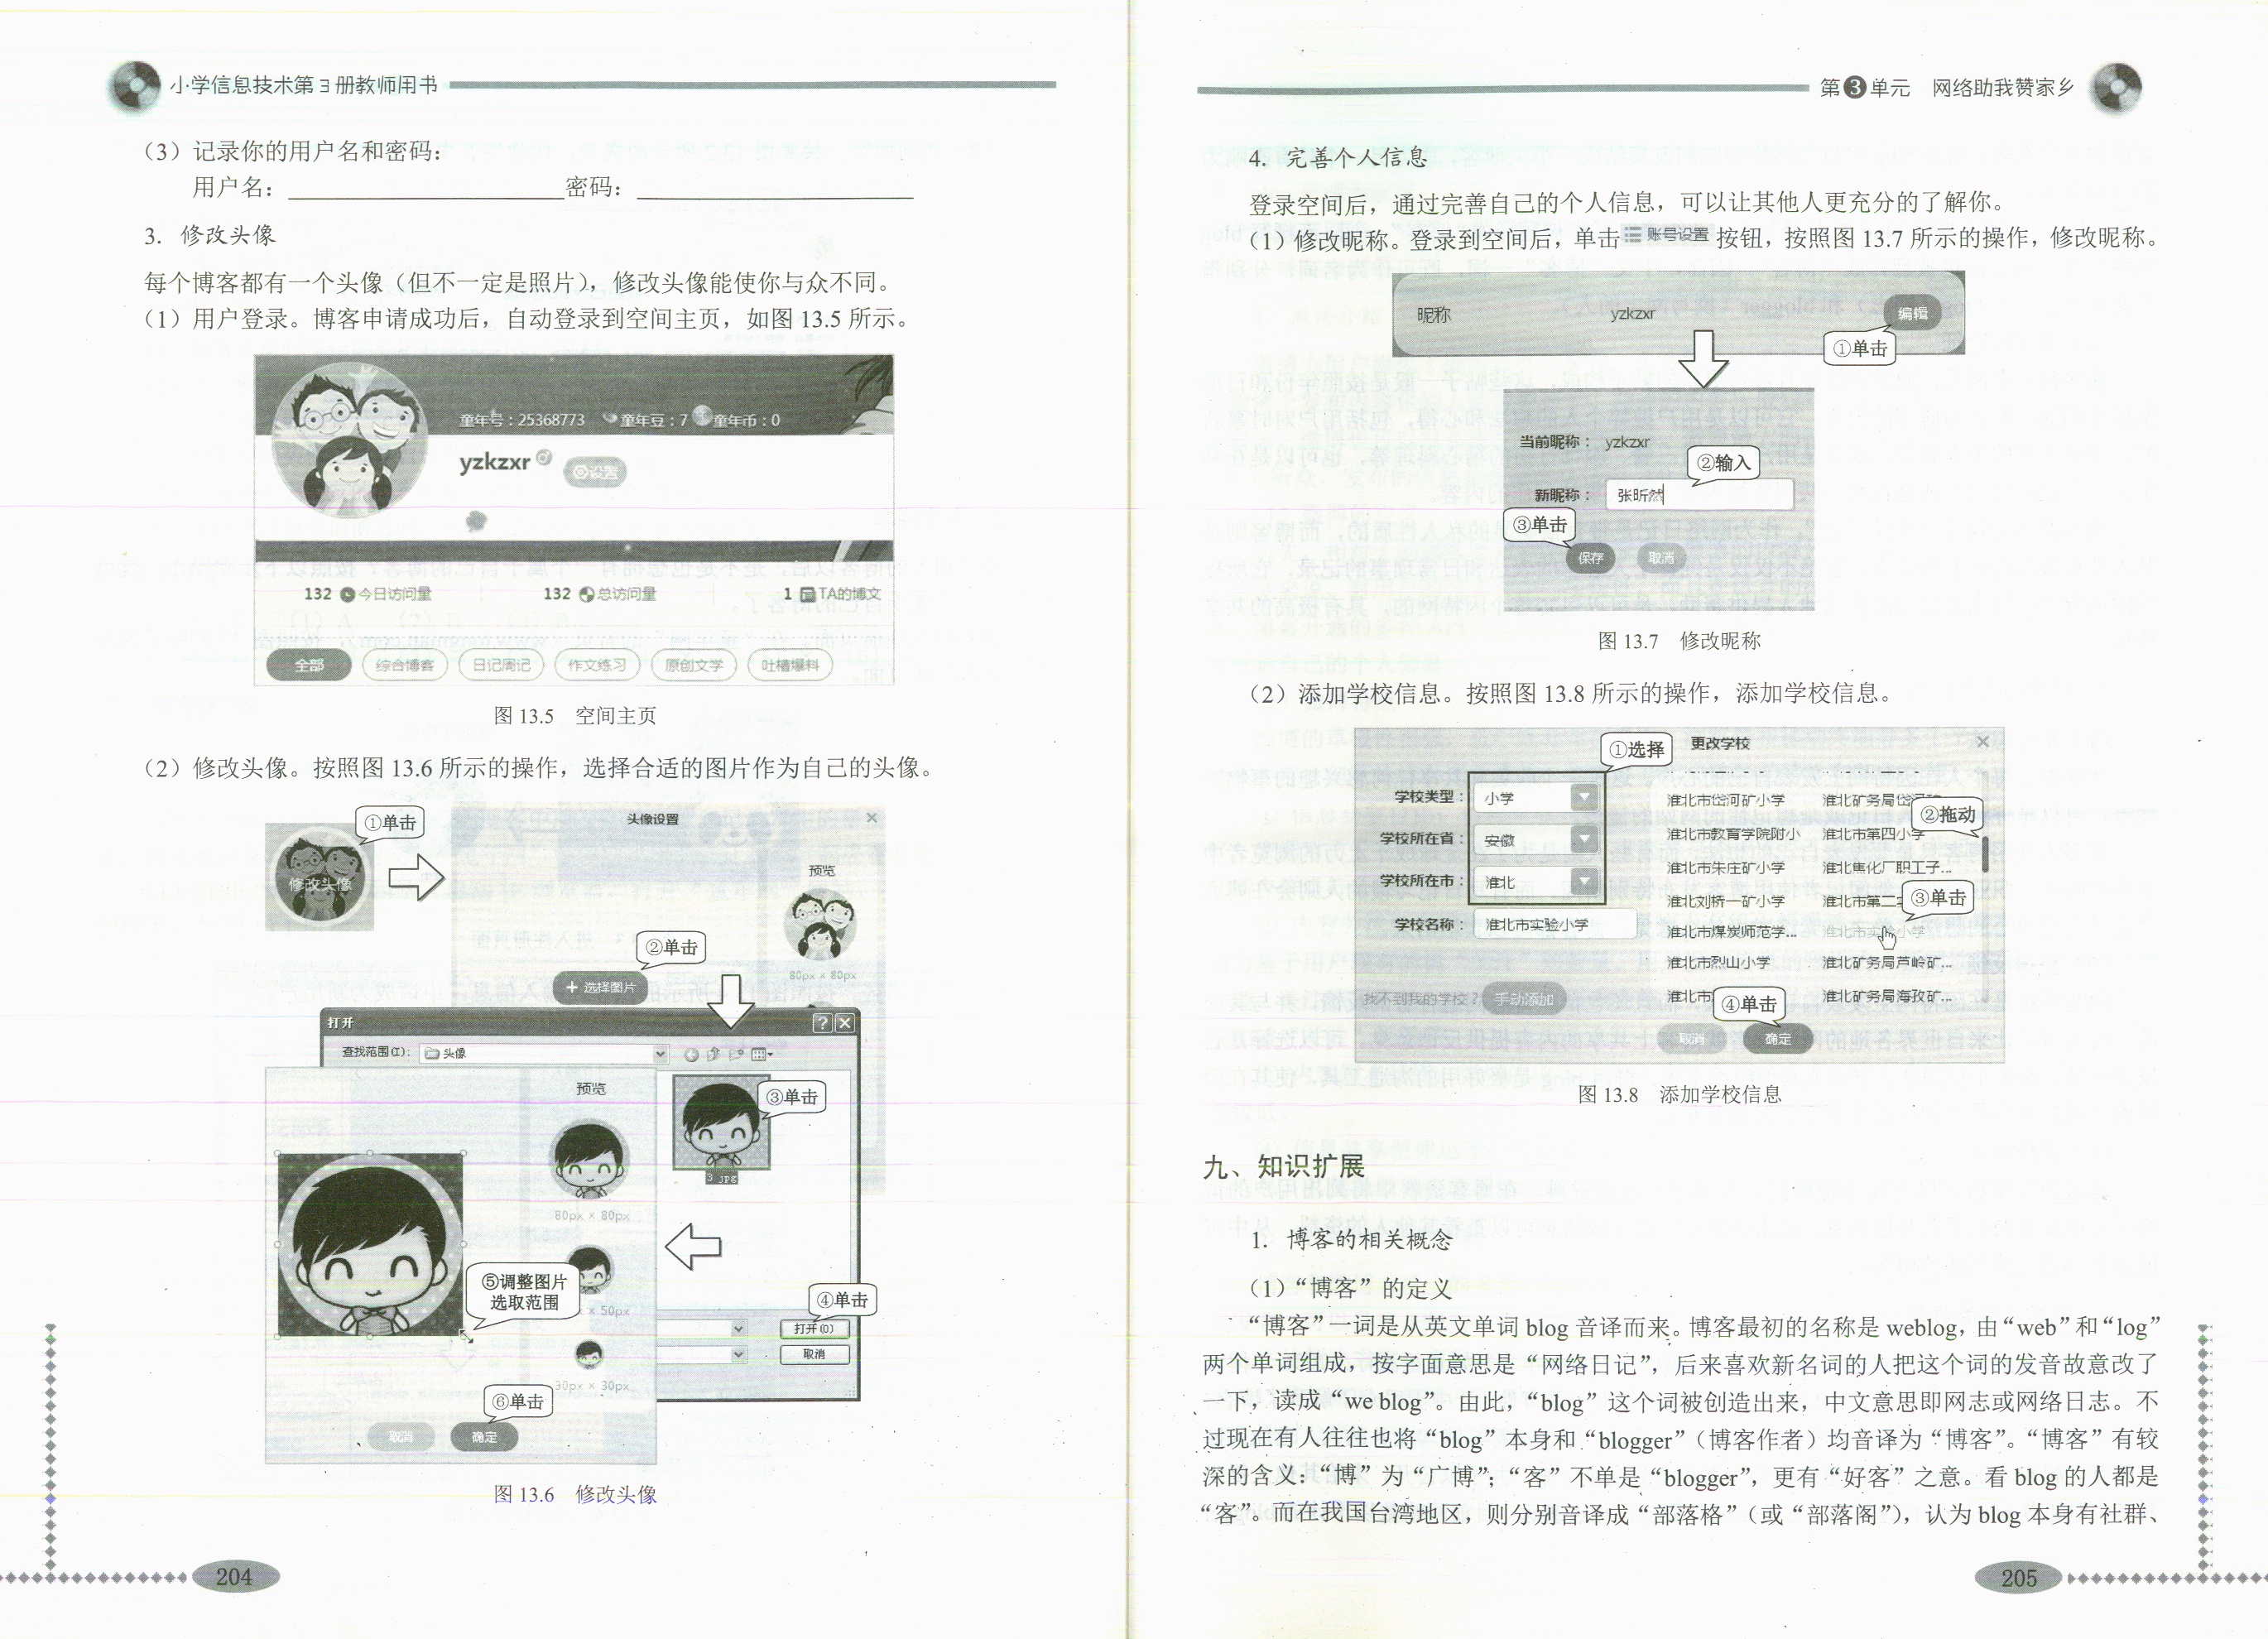 小学信息技术第3册教师用书
（3）记录你的用户名和密码：
用户名：密码：
3. 修改头像
每个博客都有一个头像（但不一定是照片），修改头像能使你与众不同。
（1）用户登录。博客申请成功后，自动登录到空间主页，如图 13.5 所示。
童年号：25368773 童年豆：7 童年币：0
yzkzxr 设置
132 今日访问量 132 总访问量 1 TA的博文
全部 综合博客 日记周记 作文练习 原创文学 吐槽爆料
图 13.5 空间主页
（2）修改头像。按照图 13.6 所示的操作，选择合适的图片作为自己的头像。
①单击
修改头像
头像设置
预览
80px × 80px
②单击
+ 选择图片
打开
查找范围(I)： 头像
预览
③单击
3.jpg
80px × 80px
⑤调整图片
选取范围
× 50px
④单击
打开(O)
取消
30px × 30px
⑥单击
取消 确定
图 13.6 修改头像
204
第3单元 网络助我赞家乡
4. 完善个人信息
登录空间后，通过完善自己的个人信息，可以让其他人更充分的了解你。
（1）修改昵称。登录到空间后，单击 账号设置 按钮，按照图 13.7 所示的操作，修改昵称。
昵称 yzkzxr 编辑
①单击
当前昵称： yzkzxr
②输入
新昵称： 张昕然
③单击
保存 取消
图 13.7 修改昵称
（2）添加学校信息。按照图 13.8 所示的操作，添加学校信息。
①选择 更改学校
学校类型： 小学 淮北市岱河矿小学 淮北矿务局岱河矿
②拖动
学校所在省： 安徽 淮北市教育学院附小 淮北市第四小学
淮北市朱庄矿小学 淮北焦化厂职工子...
学校所在市： 淮北 淮北刘桥一矿小学 淮北市第二实
③单击
学校名称： 淮北市实验小学 淮北市煤炭师范学... 淮北市实验小学
淮北市烈山小学 淮北矿务局芦岭矿...
找不到我的学校？ 手动添加 淮北市 淮北矿务局海孜矿...
④单击
取消 确定
图 13.8 添加学校信息
九、知识扩展
1. 博客的相关概念
（1）“博客”的定义
“博客”一词是从英文单词 blog 音译而来。博客最初的名称是 weblog，由“web”和“log”
两个单词组成，按字面意思是“网络日记”，后来喜欢新名词的人把这个词的发音故意改了
一下，读成“we blog”。由此，“blog”这个词被创造出来，中文意思即网志或网络日志。不
过现在有人往往也将“blog”本身和“blogger”（博客作者）均音译为“博客”。“博客”有较
深的含义：“博”为“广博”；“客”不单是“blogger”，更有“好客”之意。看 blog 的人都是
“客”。而在我国台湾地区，则分别音译成“部落格”（或“部落阁”），认为 blog 本身有社群、
205